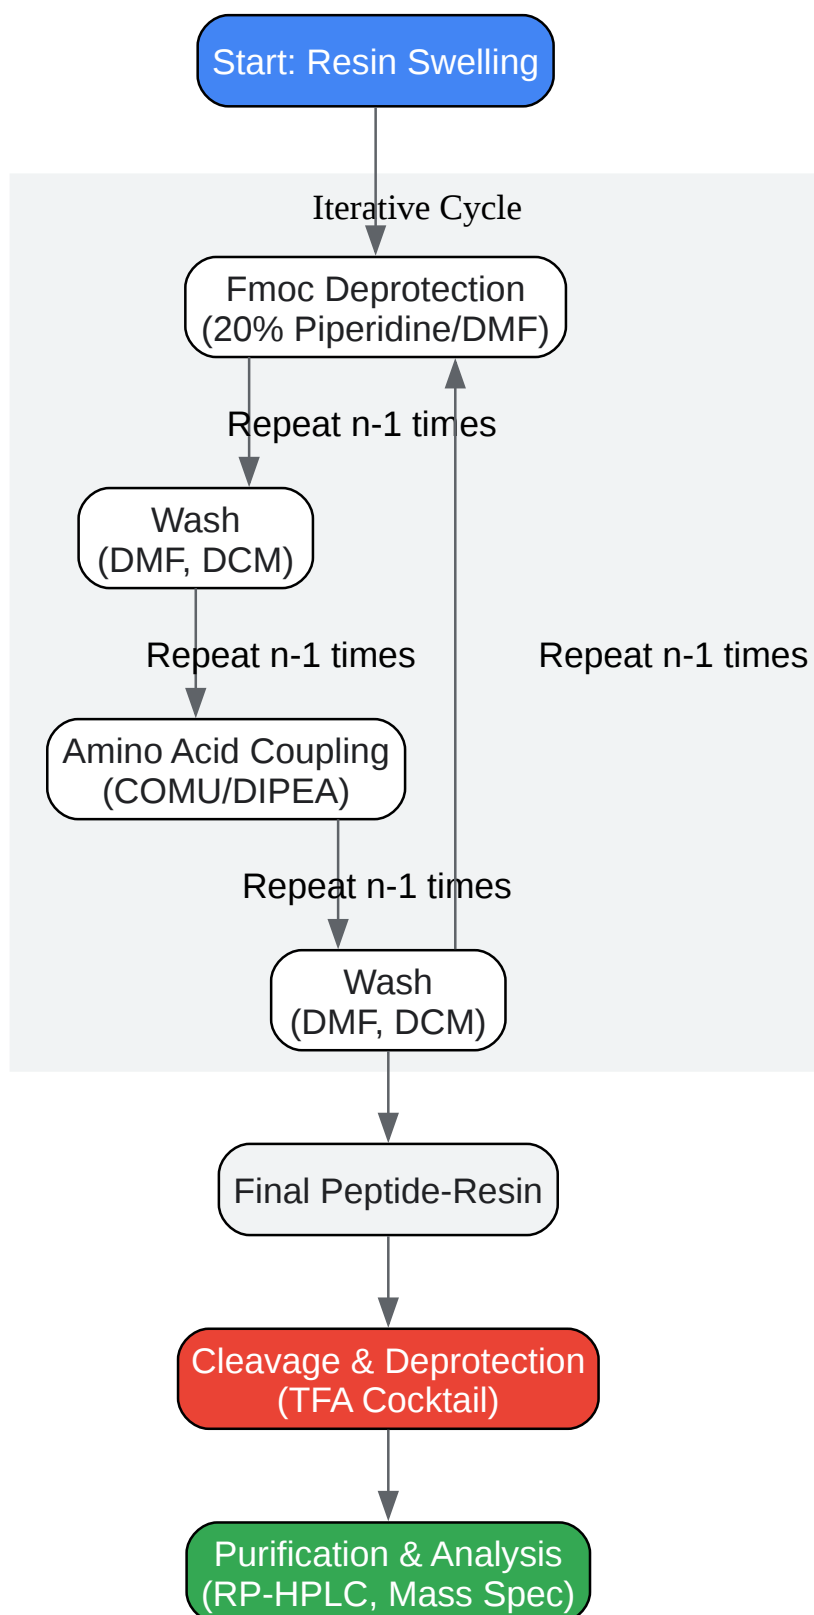 Start: Resin Swelling
Iterative Cycle
Fmoc Deprotection
(20% Piperidine/DMF)
Repeat n-1 times
Wash
(DMF, DCM)
Repeat n-1 times
Repeat n-1 times
Amino Acid Coupling
(COMU/DIPEA)
Repeat n-1 times
Wash
(DMF, DCM)
Final Peptide-Resin
Cleavage & Deprotection
(TFA Cocktail)
Purification & Analysis
(RP-HPLC, Mass Spec)